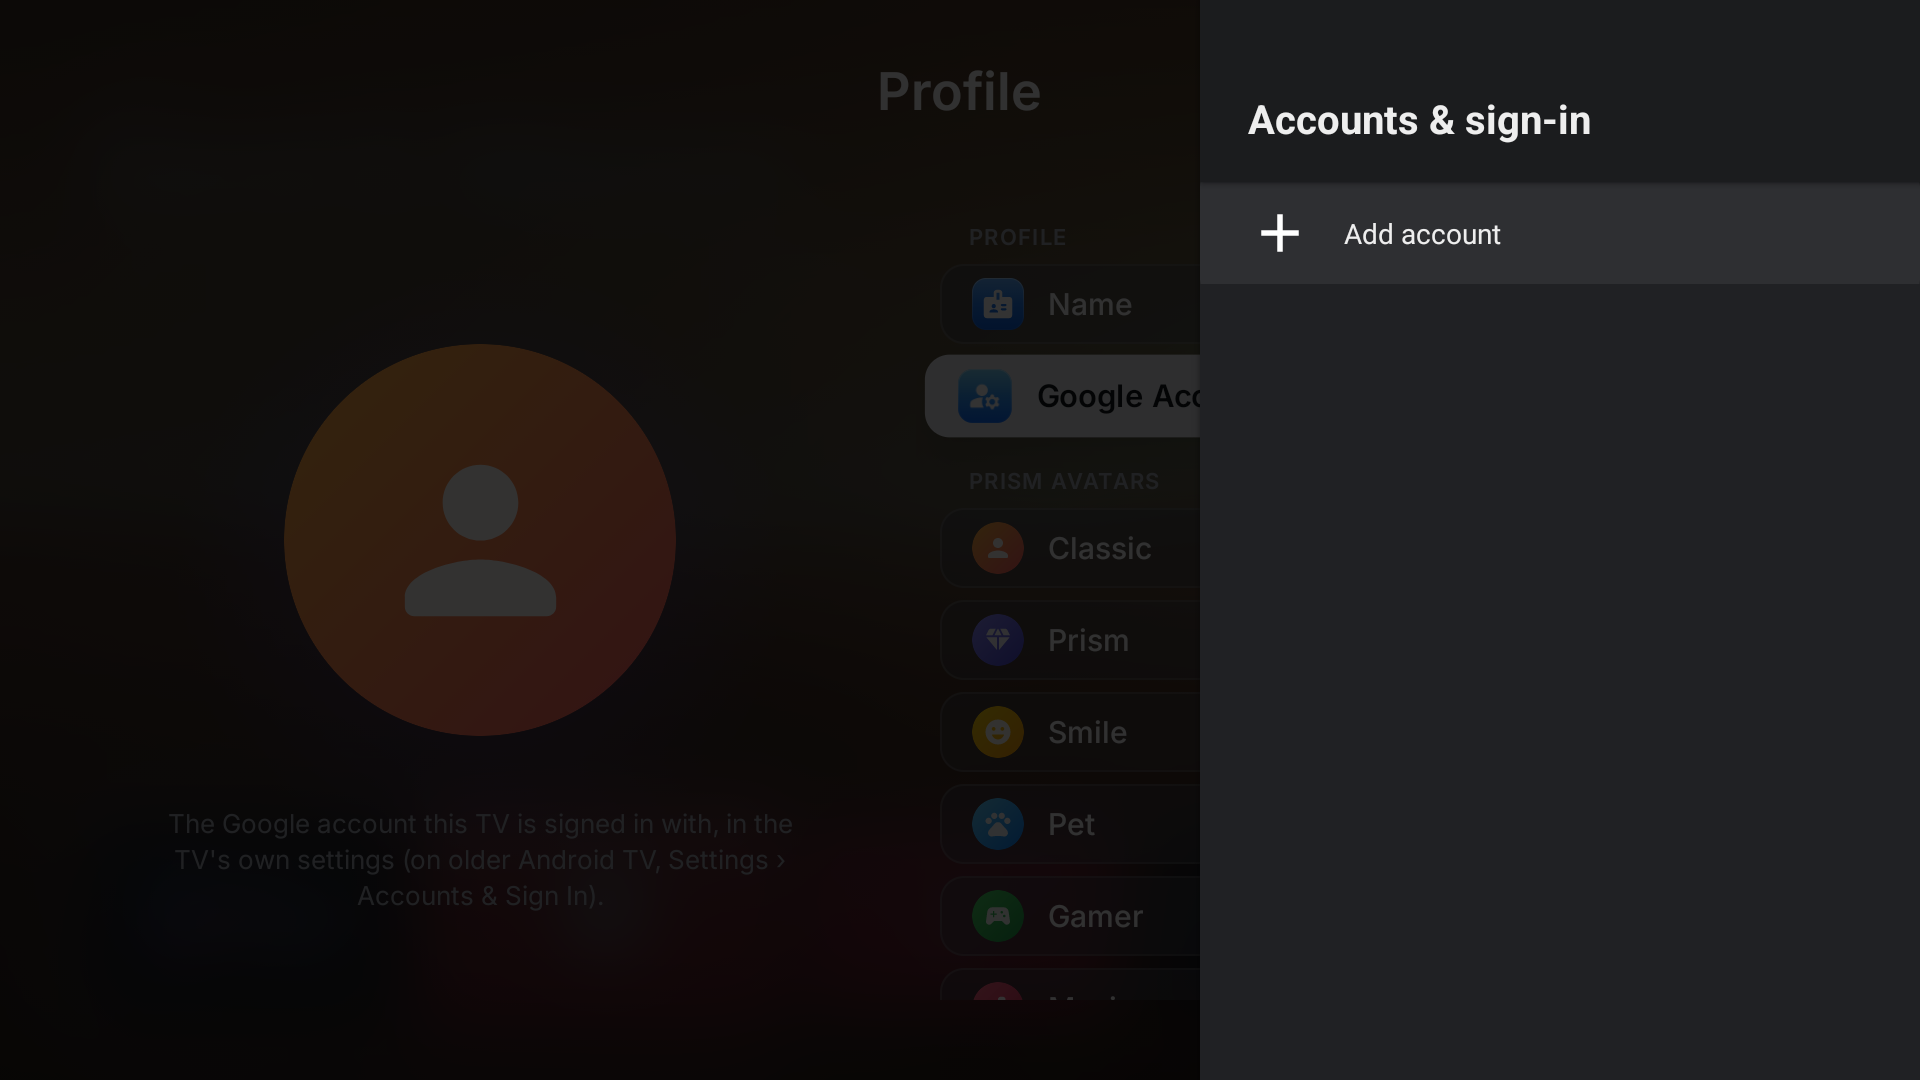 Profile
PROFILE
Name
Google Acc
PRISM AVATARS
Classic
Prism
Smile
Pet
Gamer
The Google account this TV is signed in with, in the
TV's own settings (on older Android TV, Settings ›
Accounts & Sign In).
Accounts & sign-in
Add account